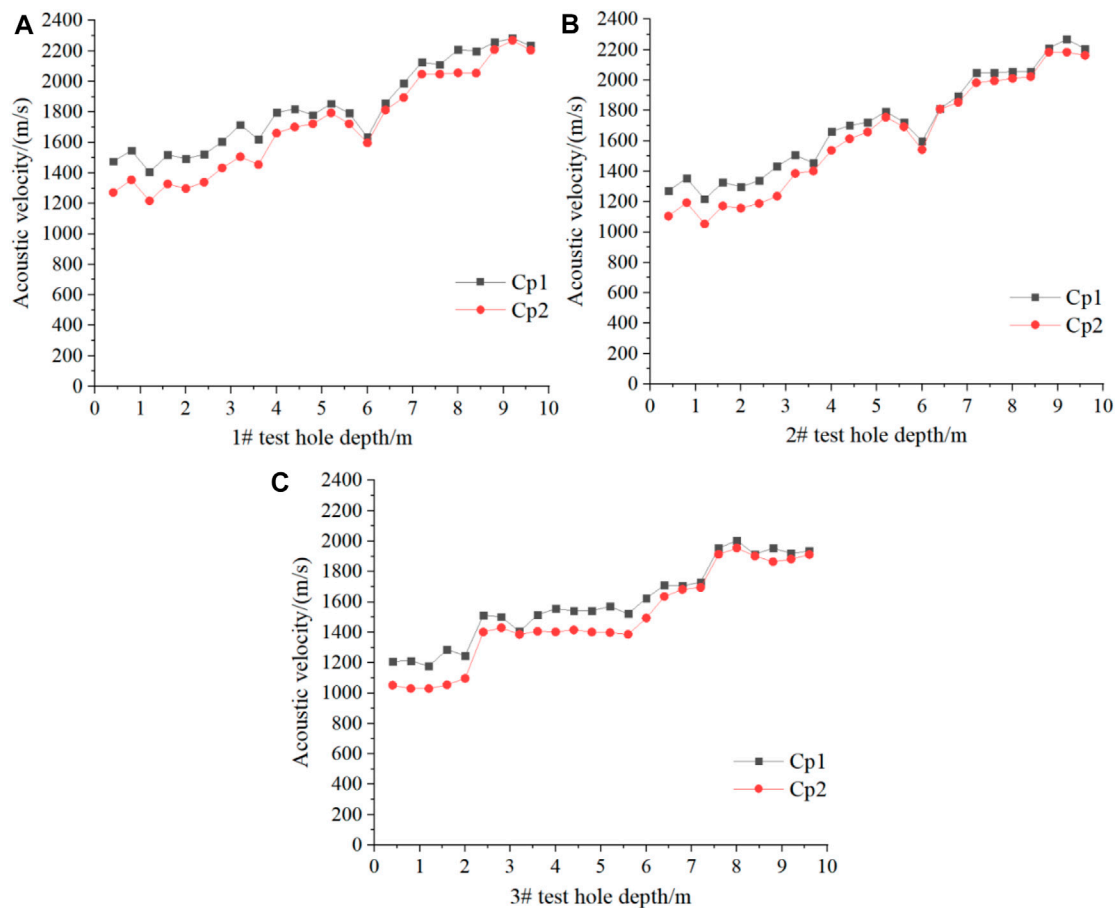 A
2400
2200
2000
1800
1600
1400
1200
1000
800
600
400
200
0
Acoustic velocity/(m/s)
Cp1
Cp2
0 1 2 3 4 5 6 7 8 9 10
1# test hole depth/m
B
2400
2200
2000
1800
1600
1400
1200
1000
800
600
400
200
0
Acoustic velocity/(m/s)
Cp1
Cp2
0 1 2 3 4 5 6 7 8 9 10
2# test hole depth/m
C
2400
2200
2000
1800
1600
1400
1200
1000
800
600
400
200
0
Acoustic velocity/(m/s)
Cp1
Cp2
0 1 2 3 4 5 6 7 8 9 10
3# test hole depth/m